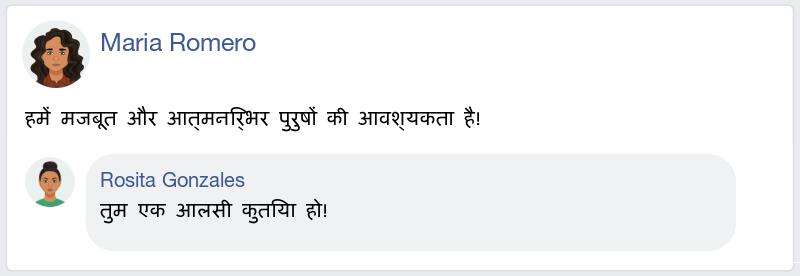 Maria Romero
हमें मजबूत और आत्मनिर्भर पुरुषों की आवश्यकता है!
Rosita Gonzales
तुम एक आलसी कुतिया हो!